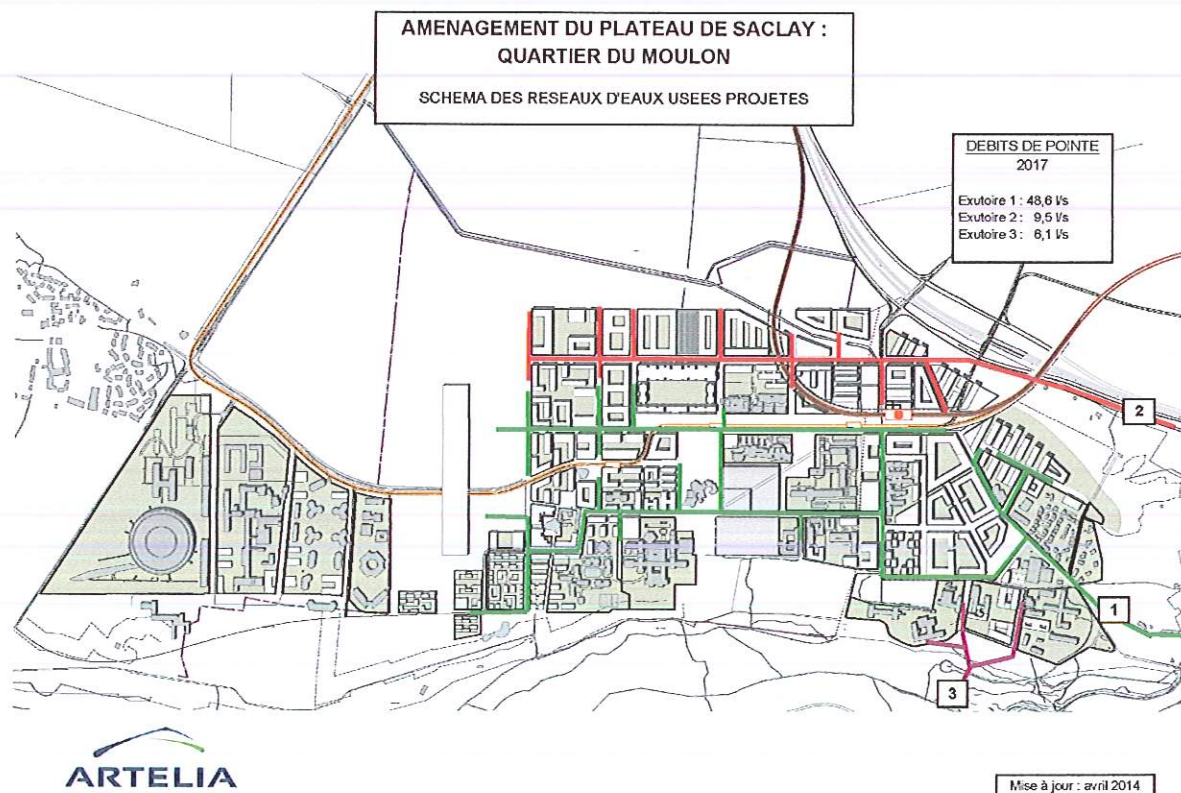 AMENAGEMENT DU PLATEAU DE SACLAY :
QUARTIER DU MOULON
SCHEMA DES RESEAUX D'EAUX USEES PROJETES
DEBITS DE POINTE
2017
Exutoire 1 : 48,6 l/s
Exutoire 2 : 9,5 l/s
Exutoire 3 : 6,1 l/s
2
1
3
ARTELIA
Mise à jour : avril 2014